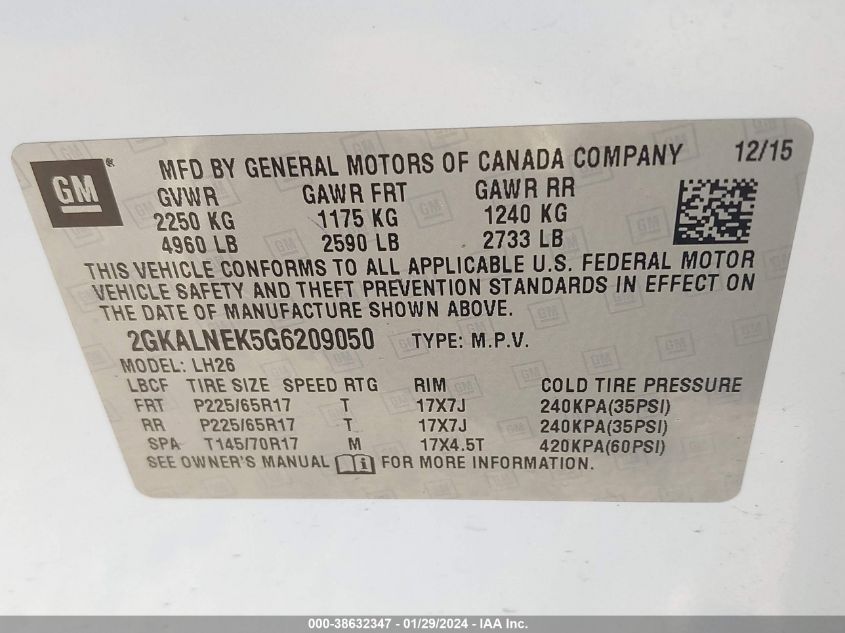 GM ® MFD BY GENERAL MOTORS OF CANADA COMPANY 12/15
GVWR GAWR FRT GAWR RR
2250 KG 1175 KG 1240 KG
4960 LB 2590 LB 2733 LB
THIS VEHICLE CONFORMS TO ALL APPLICABLE U.S. FEDERAL MOTOR
VEHICLE SAFETY AND THEFT PREVENTION STANDARDS IN EFFECT ON
THE DATE OF MANUFACTURE SHOWN ABOVE.
2GKALNEK5G6209050 TYPE: M.P.V.
MODEL: LH26
LBCF TIRE SIZE SPEED RTG RIM COLD TIRE PRESSURE
FRT P225/65R17 T 17X7J 240KPA(35PSI)
RR P225/65R17 T 17X7J 240KPA(35PSI)
SPA T145/70R17 M 17X4.5T 420KPA(60PSI)
SEE OWNER'S MANUAL FOR MORE INFORMATION.
000-38632347 - 01/29/2024 - IAA Inc.